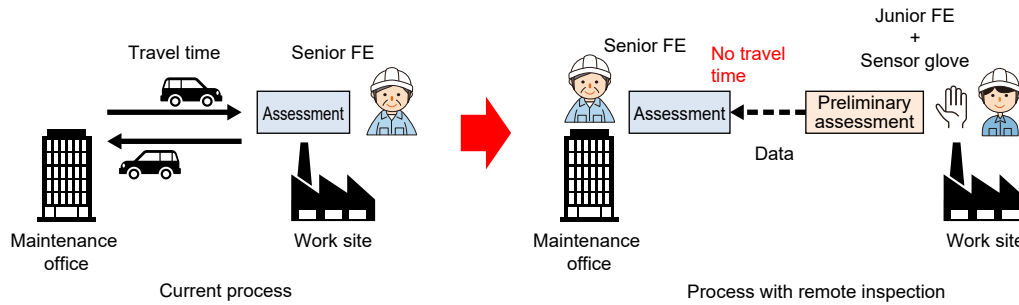 Travel time
Senior FE
Assessment
Maintenance
office
Work site
Current process
Senior FE
No travel
time
Junior FE
+
Sensor glove
Assessment
Preliminary
assessment
Data
Maintenance
office
Work site
Process with remote inspection